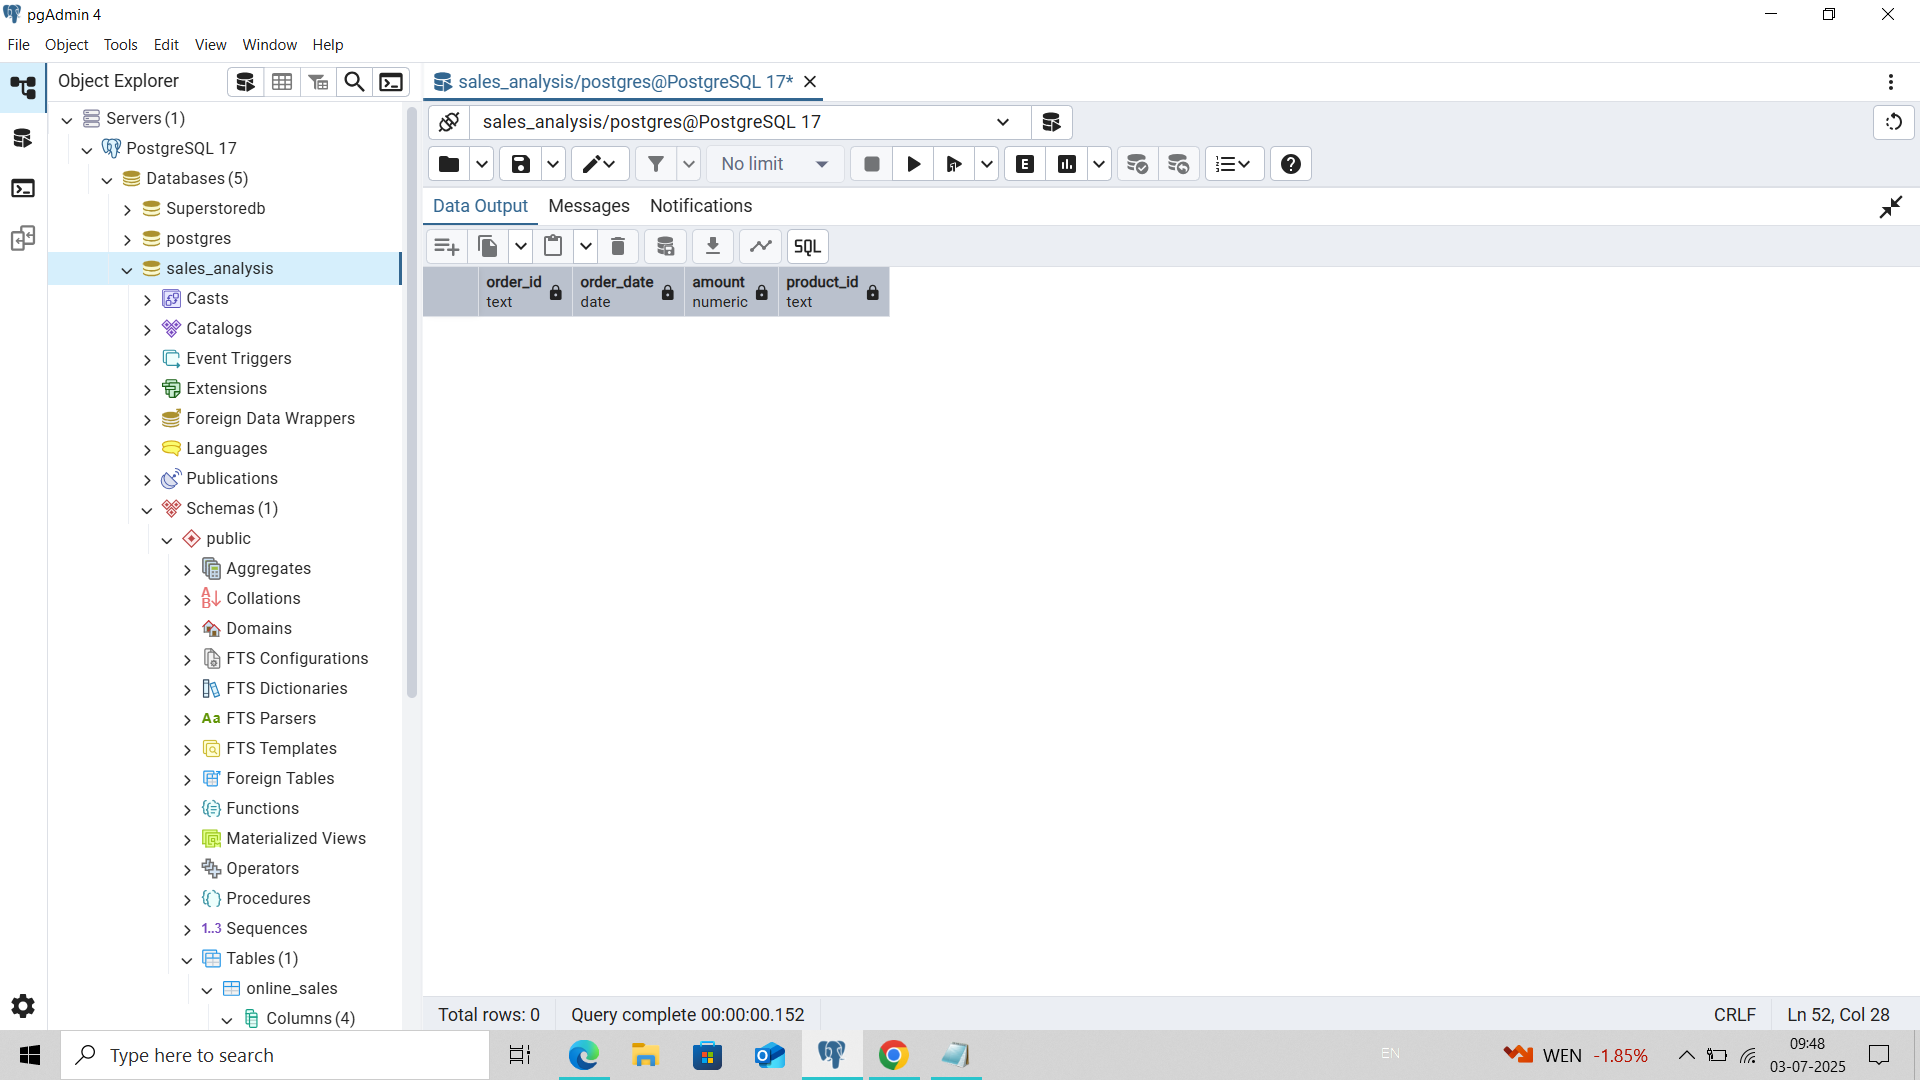 pgAdmin 4
File Object Tools Edit View Window Help
Object Explorer
sales_analysis/postgres@PostgreSQL 17*
Servers (1)
sales_analysis/postgres@PostgreSQL 17
PostgreSQL 17
Databases (5)
No limit
E
Superstoredb
Data Output Messages Notifications
postgres
SQL
sales_analysis
order_id order_date amount product_id
text date numeric text
Casts
Catalogs
Event Triggers
Extensions
Foreign Data Wrappers
Languages
Publications
Schemas (1)
public
Aggregates
Collations
Domains
FTS Configurations
FTS Dictionaries
Aa FTS Parsers
FTS Templates
Foreign Tables
Functions
Materialized Views
Operators
Procedures
1..3 Sequences
Tables (1)
online_sales
Columns (4)
Total rows: 0 Query complete 00:00:00.152 CRLF Ln 52, Col 28
Type here to search
EN
WEN -1.85%
09:48
03-07-2025